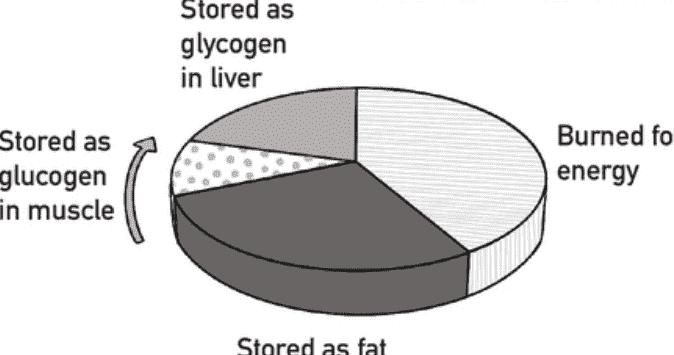 Stored as
glycogen
in liver
Stored as
glucogen
in muscle
Burned fo
energy
Stored as fat